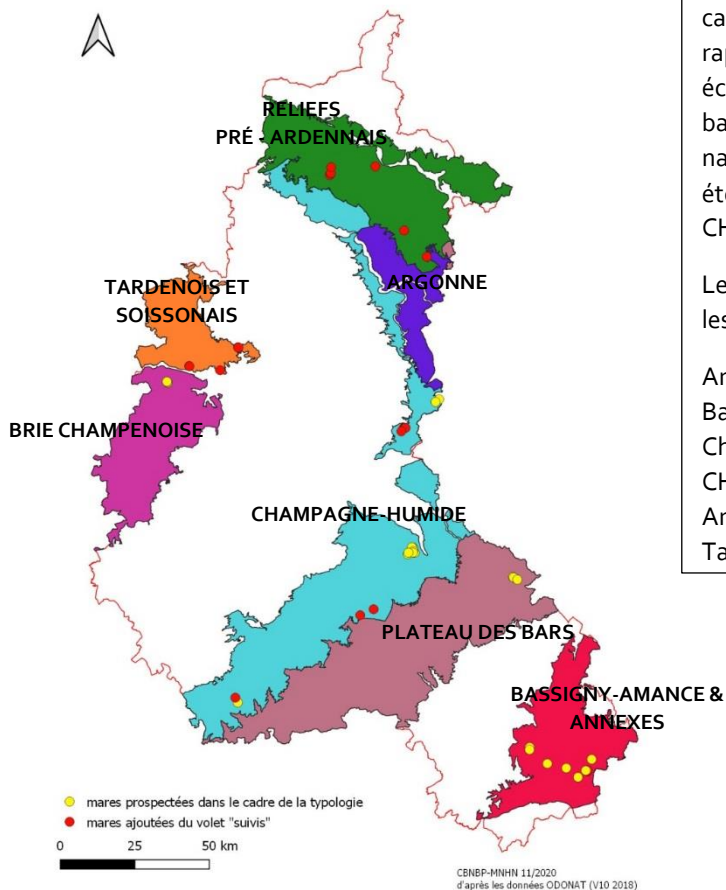 RELIEFS
PRÉ - ARDENNAIS
ARGONNE
TARDENOIS ET
SOISSONAIS
BRIE CHAMPENOISE
CHAMPAGNE-HUMIDE
PLATEAU DES BARS
BASSIGNY-AMANCE &
ANNEXES
mares prospectées dans le cadre de la typologie
mares ajoutées du volet "suivis"
0 25 50 km
CBNBP-MNHN 11/2020
d'après les données ODONAT (V10 2018)
ca
rap
éc
ba
na
éte
CH
Le
les
Ar
Ba
Ch
CH
Ar
Ta